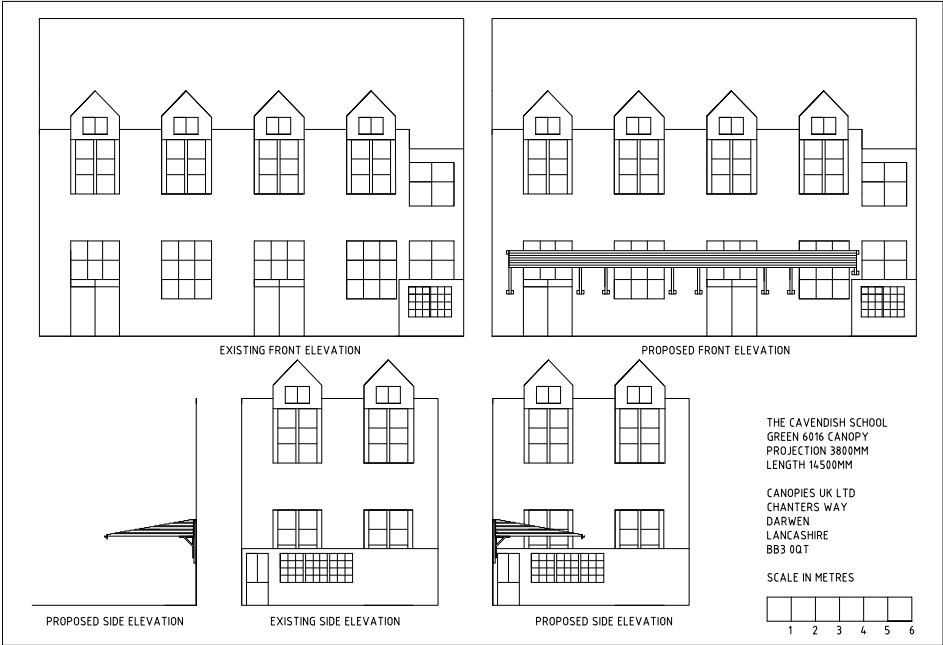 EXISTING FRONT ELEVATION
PROPOSED FRONT ELEVATION
THE CAVENDISH SCHOOL
GREEN 6016 CANOPY
PROJECTION 3800MM
LENGTH 14500MM
CANOPIES UK LTD
CHANTERS WAY
DARWEN
LANCASHIRE
BB3 0QT
SCALE IN METRES
1 2 3 4 5 6
PROPOSED SIDE ELEVATION
EXISTING SIDE ELEVATION
PROPOSED SIDE ELEVATION